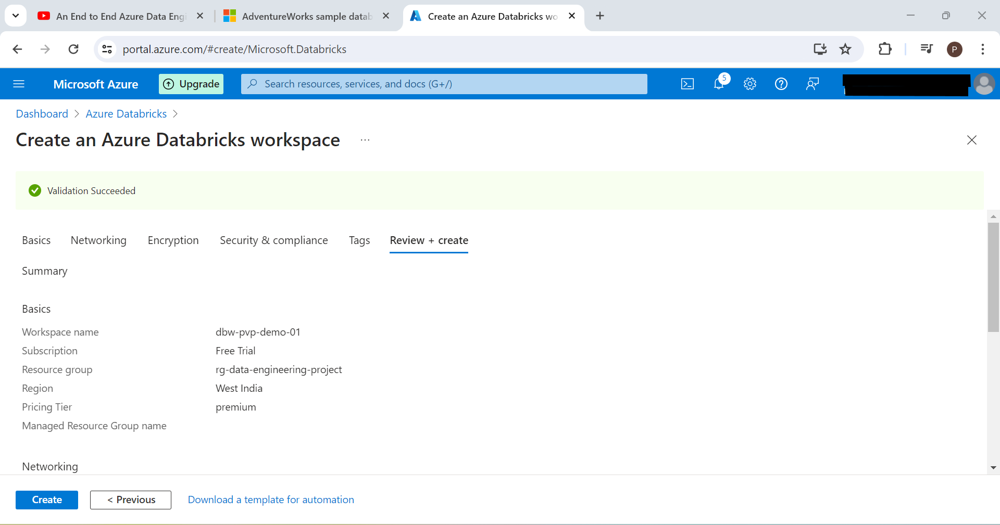 An End to End Azure Data Engi
AdventureWorks sample datab
Create an Azure Databricks wo
portal.azure.com/#create/Microsoft.Databricks
P
Microsoft Azure
Upgrade
Search resources, services, and docs (G+/)
5
Dashboard > Azure Databricks >
Create an Azure Databricks workspace ...
Validation Succeeded
Basics Networking Encryption Security & compliance Tags Review + create
Summary
Basics
Workspace name dbw-pvp-demo-01
Subscription Free Trial
Resource group rg-data-engineering-project
Region West India
Pricing Tier premium
Managed Resource Group name
Networking
Create < Previous Download a template for automation